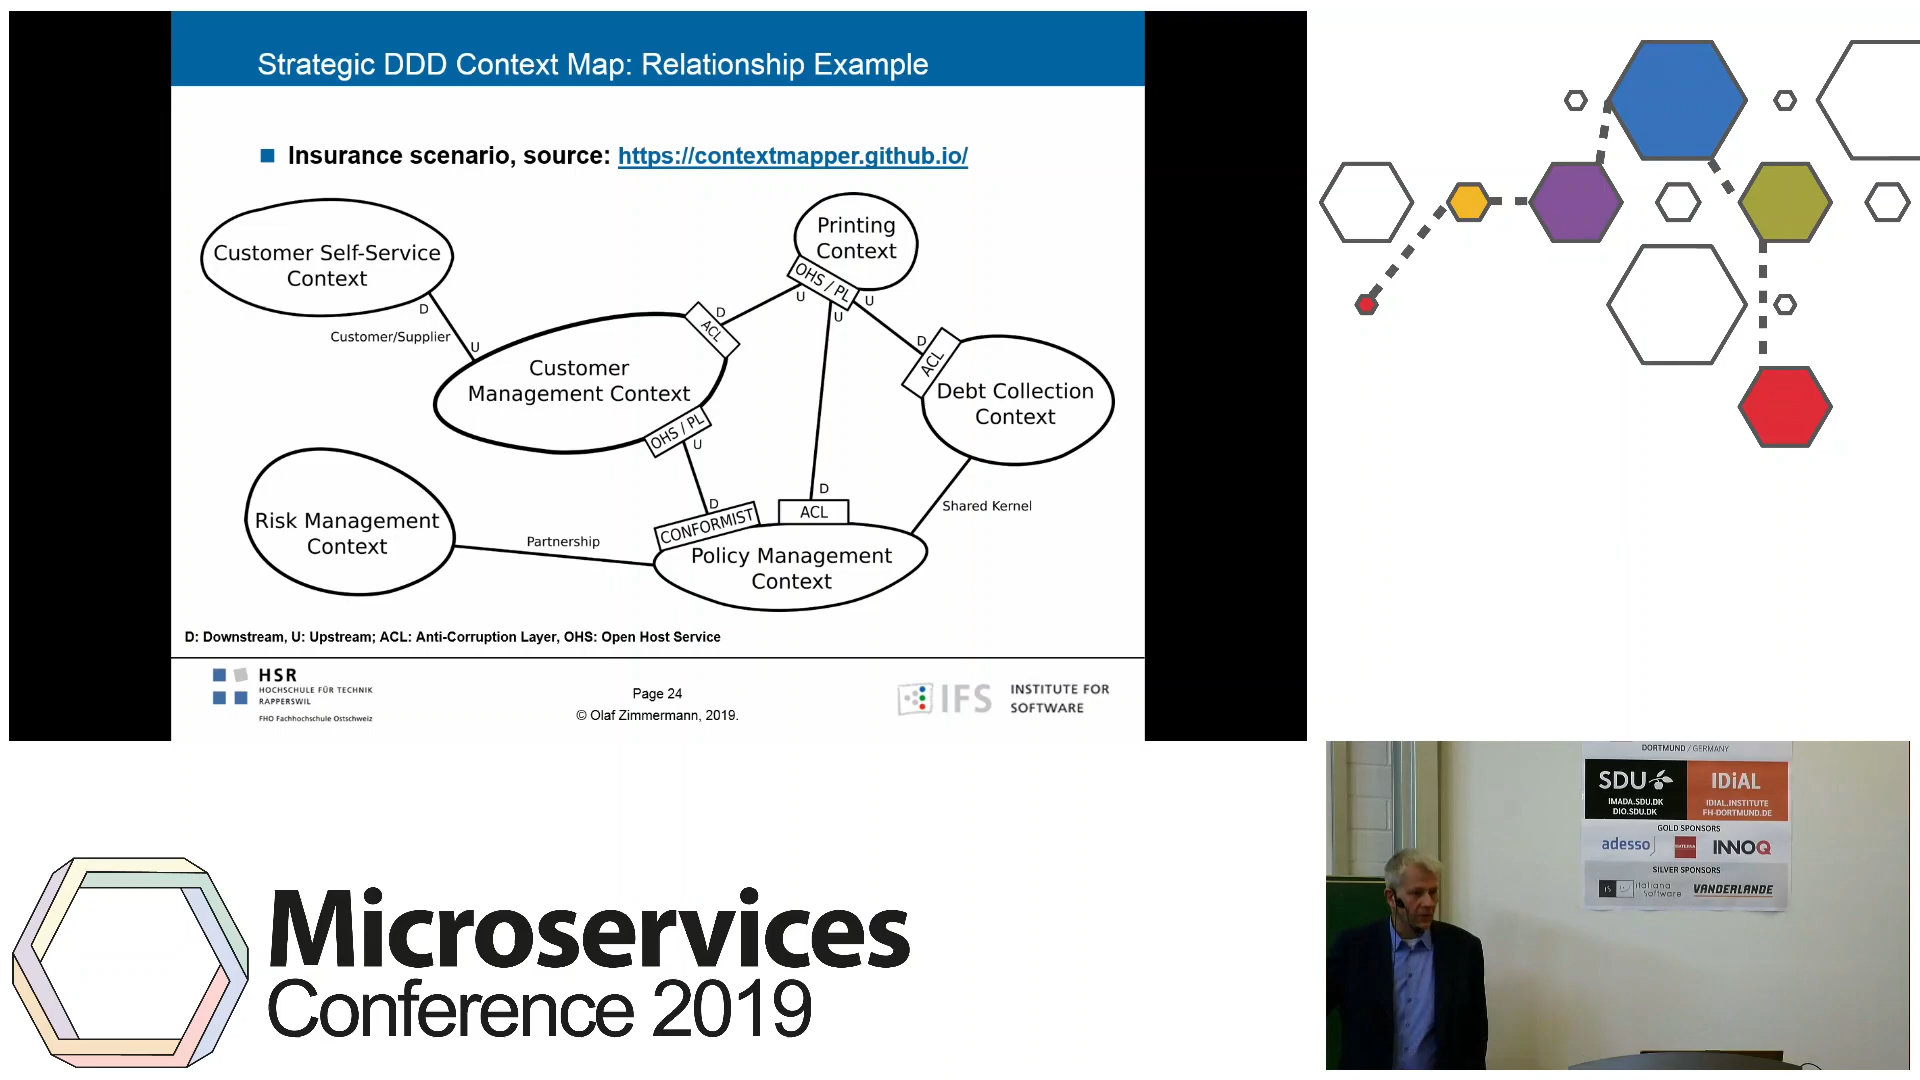 Strategic DDD Context Map: Relationship Example
Insurance scenario, source: https://contextmapper.github.io/
Customer Self-Service
Context
D
Customer/Supplier
U
Printing
Context
OHS / PL
U
U
U
D
ACL
Customer
Management Context
OHS / PL
U
D
ACL
Debt Collection
Context
Shared Kernel
Risk Management
Context
Partnership
D
CONFORMIST
D
ACL
Policy Management
Context
D: Downstream, U: Upstream; ACL: Anti-Corruption Layer, OHS: Open Host Service
HSR
HOCHSCHULE FÜR TECHNIK
RAPPERSWIL
FHO Fachhochschule Ostschweiz
Page 24
© Olaf Zimmermann, 2019.
IFS
INSTITUTE FOR
SOFTWARE
Microservices
Conference 2019
DORTMUND / GERMANY
SDU
IMADA.SDU.DK
DIO.SDU.DK
IDiAL
IDIAL.INSTITUTE
FH-DORTMUND.DE
GOLD SPONSORS
adesso
INNOQ
SILVER SPONSORS
italiana
software
VANDERLANDE